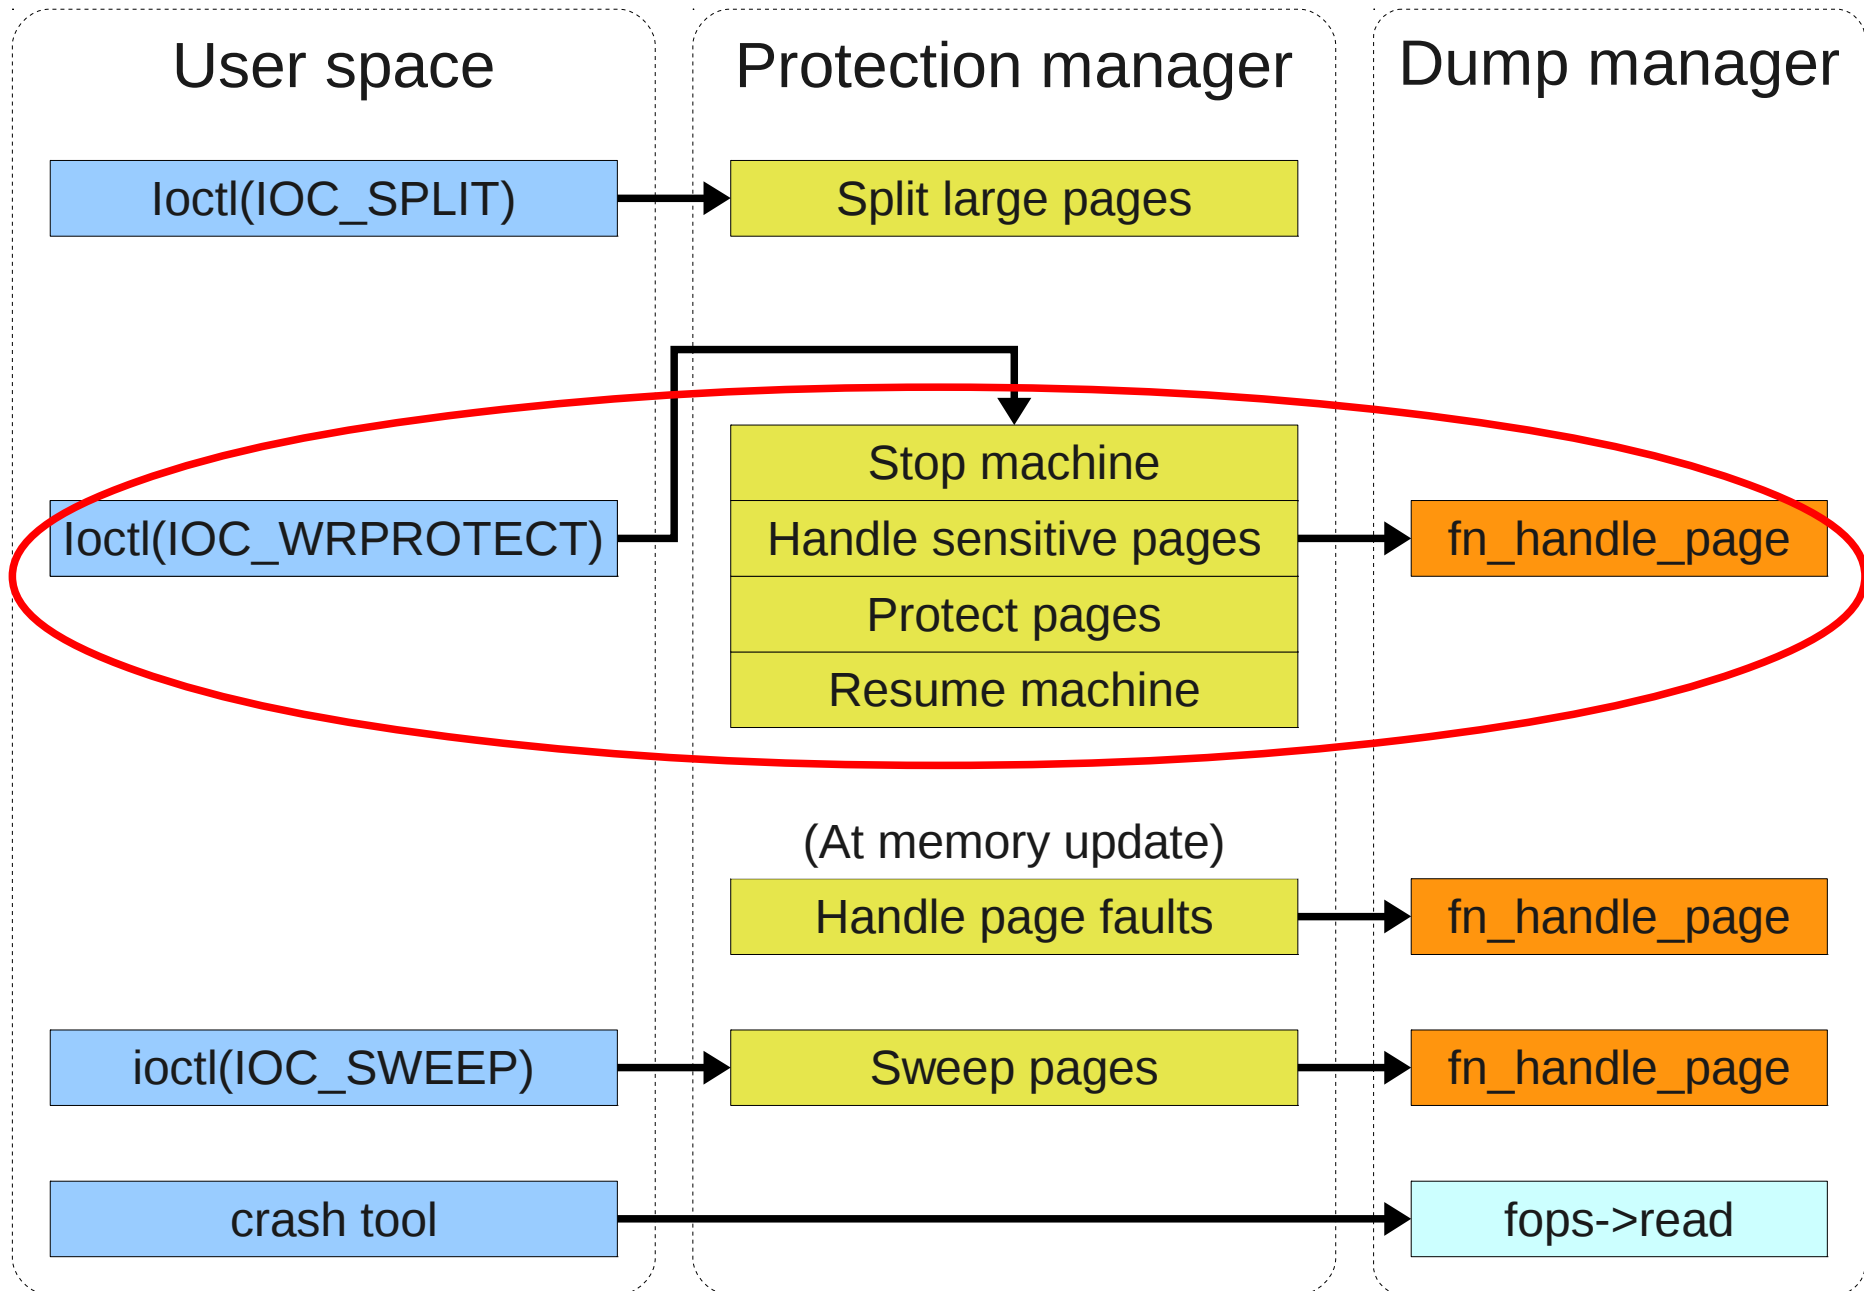 User space
Protection manager
Dump manager
Ioctl(IOC_SPLIT)
Split large pages
Stop machine
Ioctl(IOC_WRPROTECT)
Handle sensitive pages
fn_handle_page
Protect pages
Resume machine
(At memory update)
Handle page faults
fn_handle_page
ioctl(IOC_SWEEP)
Sweep pages
fn_handle_page
crash tool
fops->read